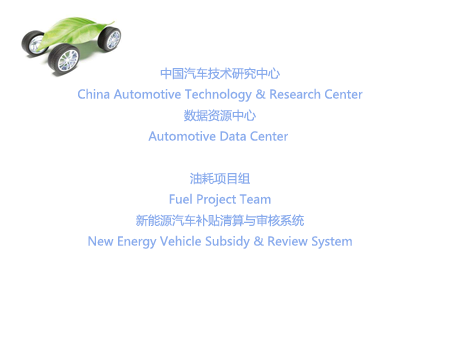 中国汽车技术研究中心
China Automotive Technology & Research Center
数据资源中心
Automotive Data Center
油耗项目组
Fuel Project Team
新能源汽车补贴清算与审核系统
New Energy Vehicle Subsidy & Review System